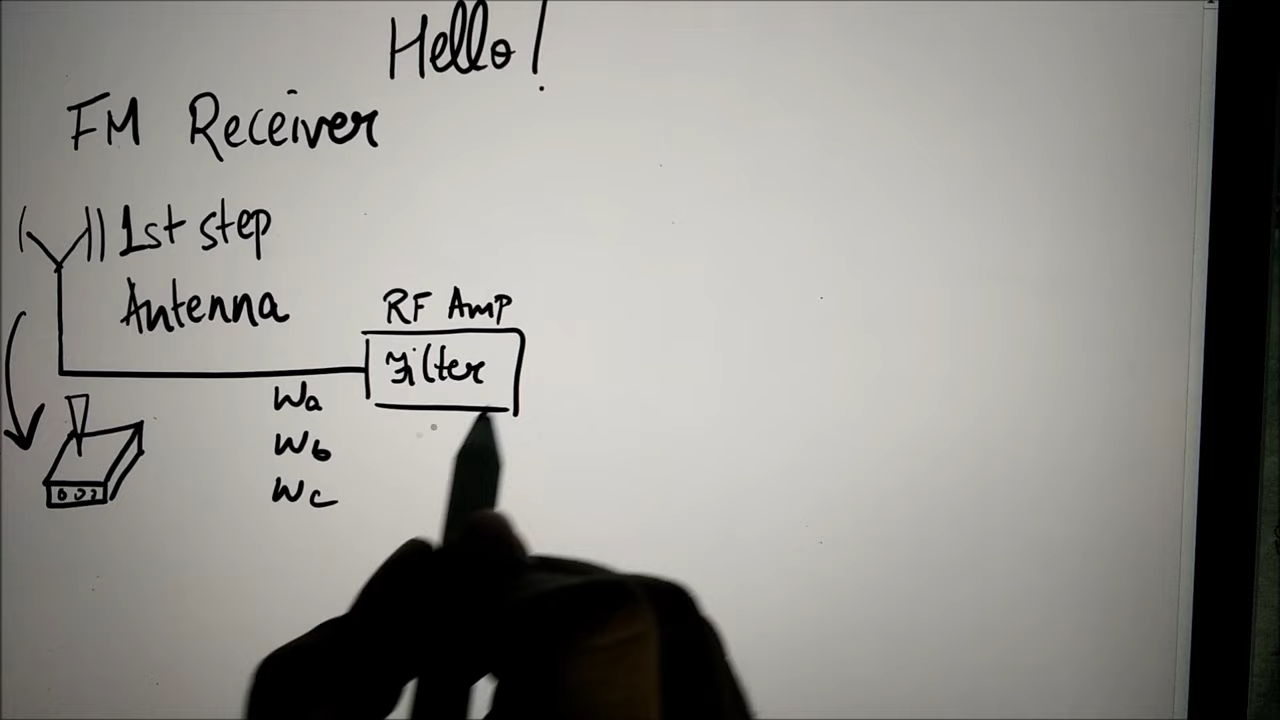 Hello!
FM Receiver
1st step
Antenna
RF Amp
Filter
Wa
Wb
Wc